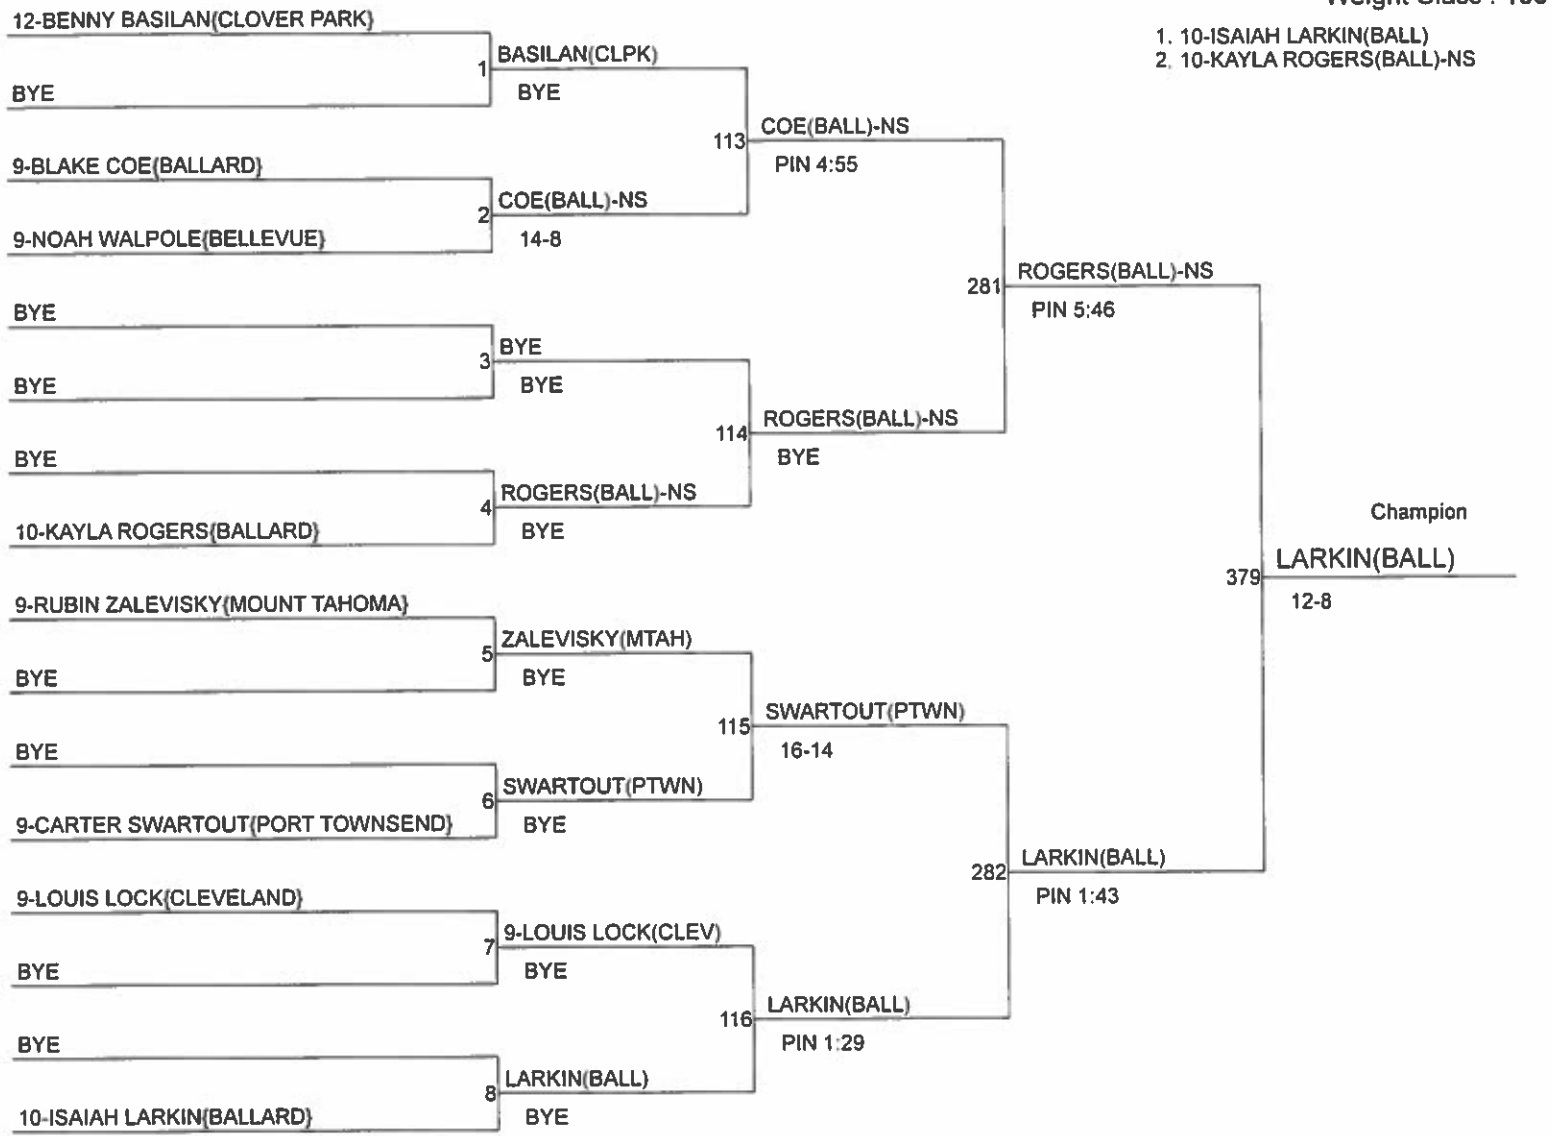 Weight Class :
1. 10-ISAIAH LARKIN(BALL)
2. 10-KAYLA ROGERS(BALL)-NS
12-BENNY BASILAN{CLOVER PARK}
1 BASILAN(CLPK)
BYE
BYE
113 COE(BALL)-NS
PIN 4:55
9-BLAKE COE{BALLARD}
2 COE(BALL)-NS
9-NOAH WALPOLE{BELLEVUE}
14-8
281 ROGERS(BALL)-NS
PIN 5:46
BYE
3 BYE
BYE
BYE
114 ROGERS(BALL)-NS
BYE
BYE
4 ROGERS(BALL)-NS
10-KAYLA ROGERS{BALLARD}
BYE
Champion
379 LARKIN(BALL)
12-8
9-RUBIN ZALEVISKY{MOUNT TAHOMA}
5 ZALEVISKY(MTAH)
BYE
BYE
115 SWARTOUT(PTWN)
16-14
BYE
6 SWARTOUT(PTWN)
9-CARTER SWARTOUT{PORT TOWNSEND}
BYE
282 LARKIN(BALL)
PIN 1:43
9-LOUIS LOCK{CLEVELAND}
7 9-LOUIS LOCK(CLEV)
BYE
BYE
116 LARKIN(BALL)
PIN 1:29
BYE
8 LARKIN(BALL)
10-ISAIAH LARKIN{BALLARD}
BYE